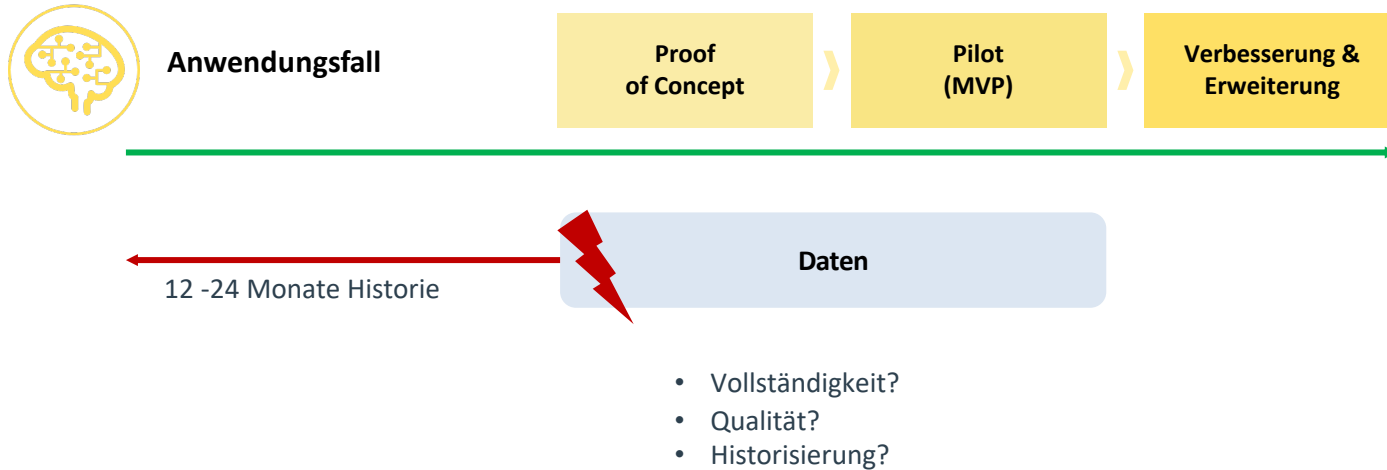 Anwendungsfall
Proof
of Concept
Pilot
(MVP)
Verbesserung &
Erweiterung
Daten
12 -24 Monate Historie
• Vollständigkeit?
• Qualität?
• Historisierung?